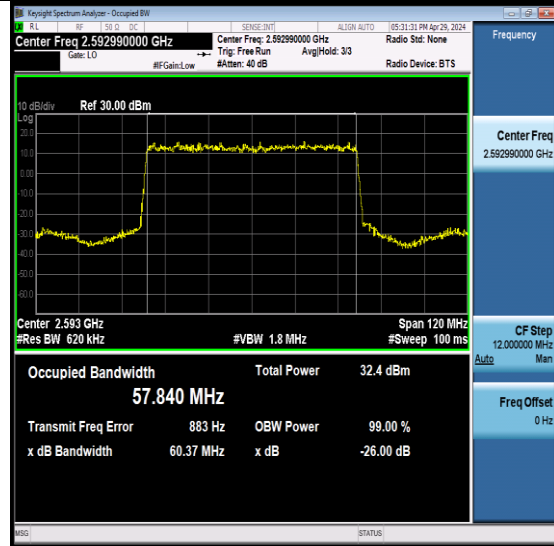 Keysight Spectrum Analyzer - Occupied BW
RL RF 50 Ω DC SENSE:INT ALIGN AUTO 05:31:31 PM Apr 29, 2024
Center Freq 2.592990000 GHz Center Freq: 2.592990000 GHz Radio Std: None
Gate: LO Trig: Free Run Avg|Hold: 3/3
#IFGain:Low #Atten: 40 dB Radio Device: BTS
10 dB/div Ref 30.00 dBm
Log
20.0
10.0
0.00
-10.0
-20.0
-30.0
-40.0
-50.0
-60.0
Center 2.593 GHz Span 120 MHz
#Res BW 620 kHz #VBW 1.8 MHz #Sweep 100 ms
Occupied Bandwidth Total Power 32.4 dBm
57.840 MHz
Transmit Freq Error 883 Hz OBW Power 99.00 %
x dB Bandwidth 60.37 MHz x dB -26.00 dB
Frequency
Center Freq
2.592990000 GHz
CF Step
12.000000 MHz
Auto Man
Freq Offset
0 Hz
MSG STATUS